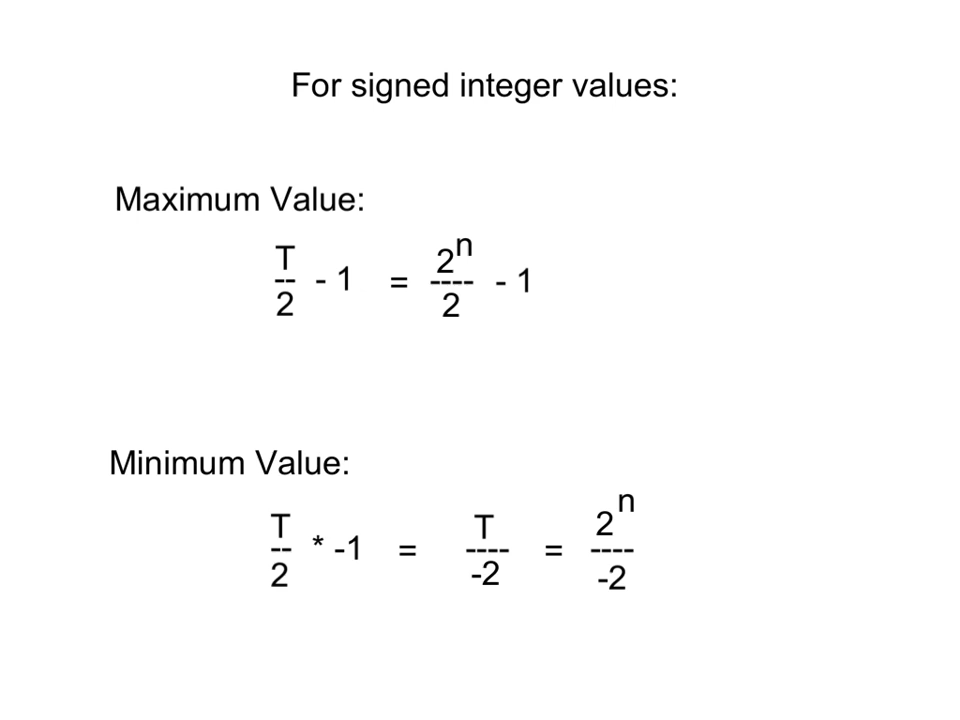 For signed integer values:
Maximum Value:
T
--
2
- 1 =
2^n
----
2
- 1
Minimum Value:
T
--
2
* -1 =
T
----
-2
=
2^n
----
-2